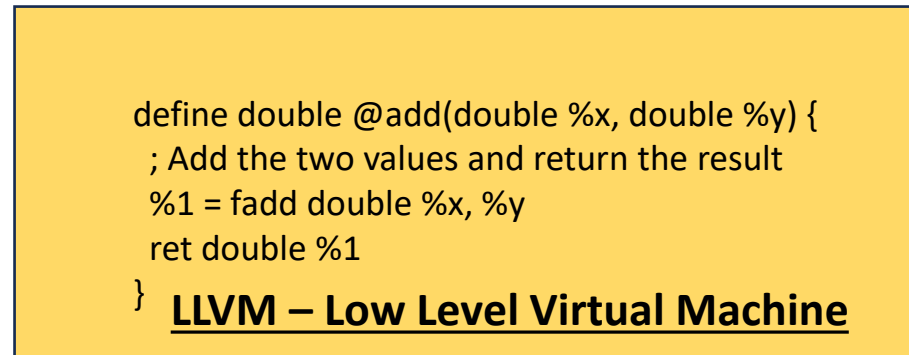 define double @add(double %x, double %y) {
; Add the two values and return the result
%1 = fadd double %x, %y
ret double %1
}
LLVM – Low Level Virtual Machine